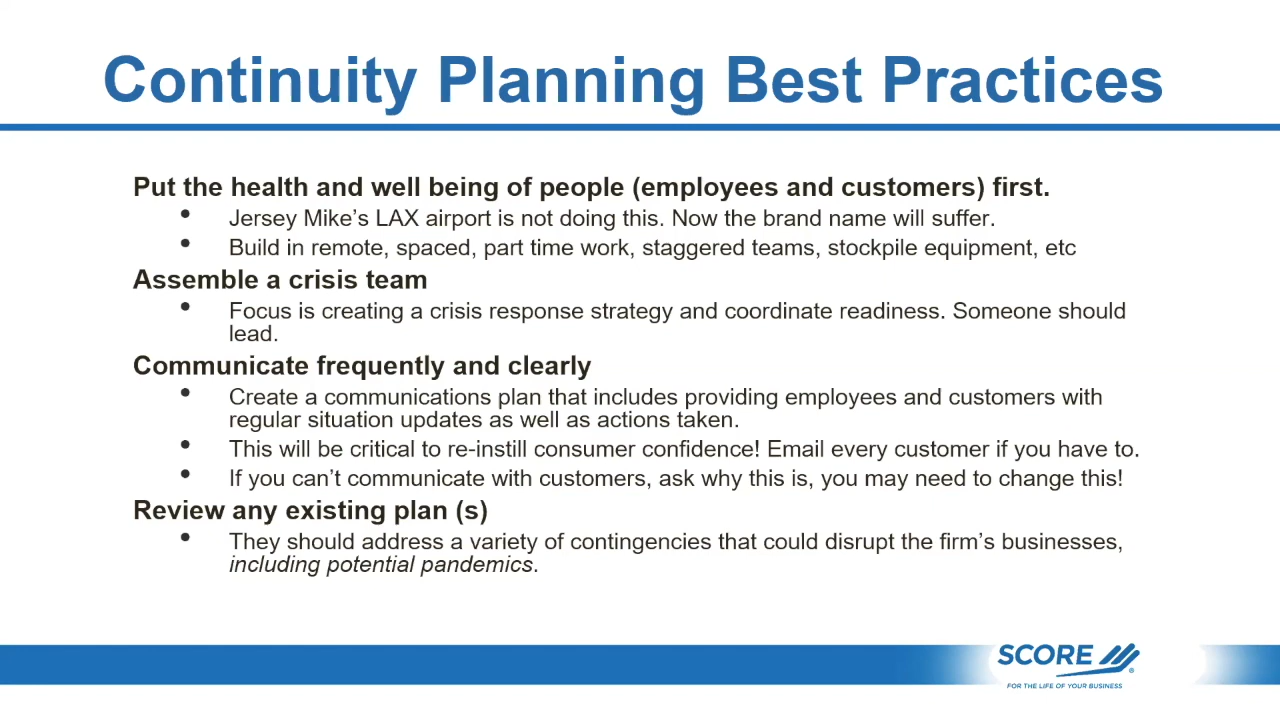 Continuity Planning Best Practices
Put the health and well being of people (employees and customers) first.
• Jersey Mike’s LAX airport is not doing this. Now the brand name will suffer.
• Build in remote, spaced, part time work, staggered teams, stockpile equipment, etc
Assemble a crisis team
• Focus is creating a crisis response strategy and coordinate readiness. Someone should
lead.
Communicate frequently and clearly
• Create a communications plan that includes providing employees and customers with
regular situation updates as well as actions taken.
• This will be critical to re-instill consumer confidence! Email every customer if you have to.
• If you can’t communicate with customers, ask why this is, you may need to change this!
Review any existing plan (s)
• They should address a variety of contingencies that could disrupt the firm’s businesses,
including potential pandemics.
SCORE ®
FOR THE LIFE OF YOUR BUSINESS